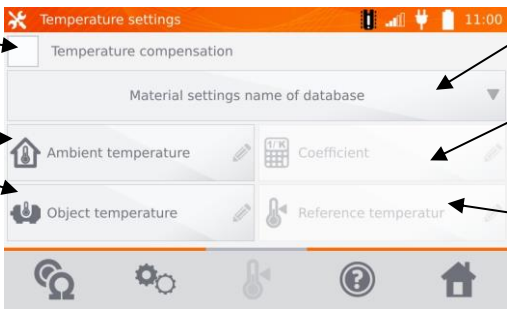 Temperature settings 11:00
Temperature compensation
Material settings name of database
Ambient temperature 1/K Coefficient
Object temperature Reference temperatur
Ω ?